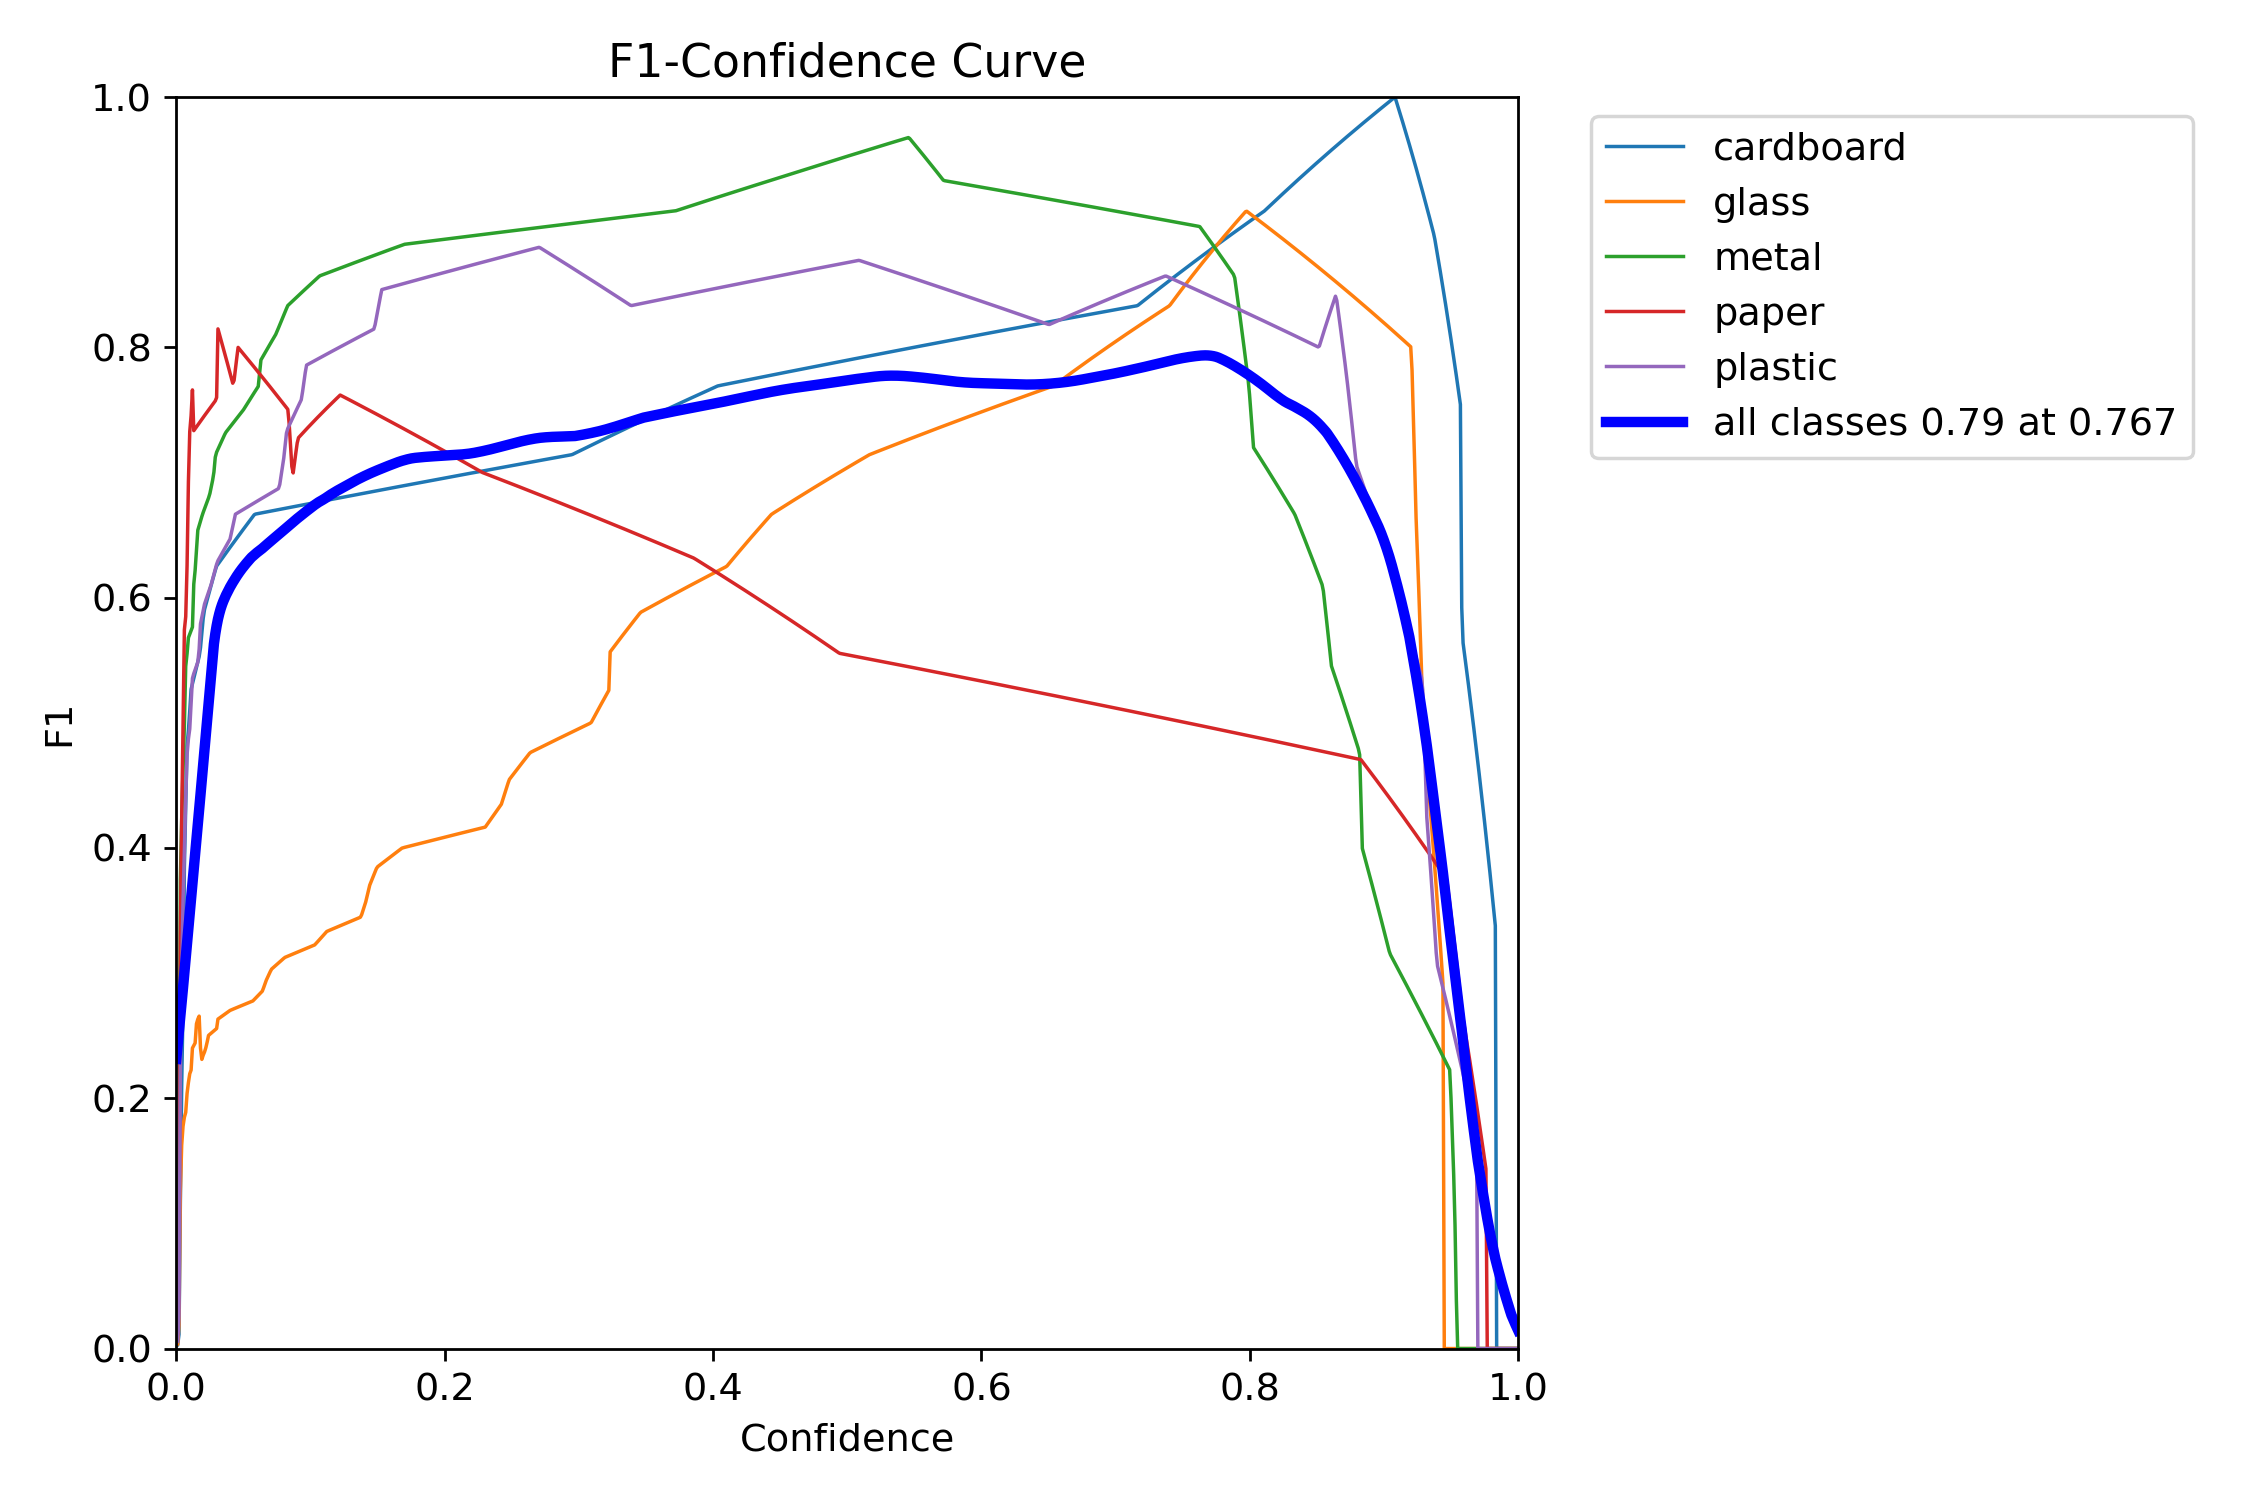 F1-Confidence Curve
1.0
0.8
0.6
0.4
0.2
0.0
F1
0.0 0.2 0.4 0.6 0.8 1.0
Confidence
cardboard
glass
metal
paper
plastic
all classes 0.79 at 0.767